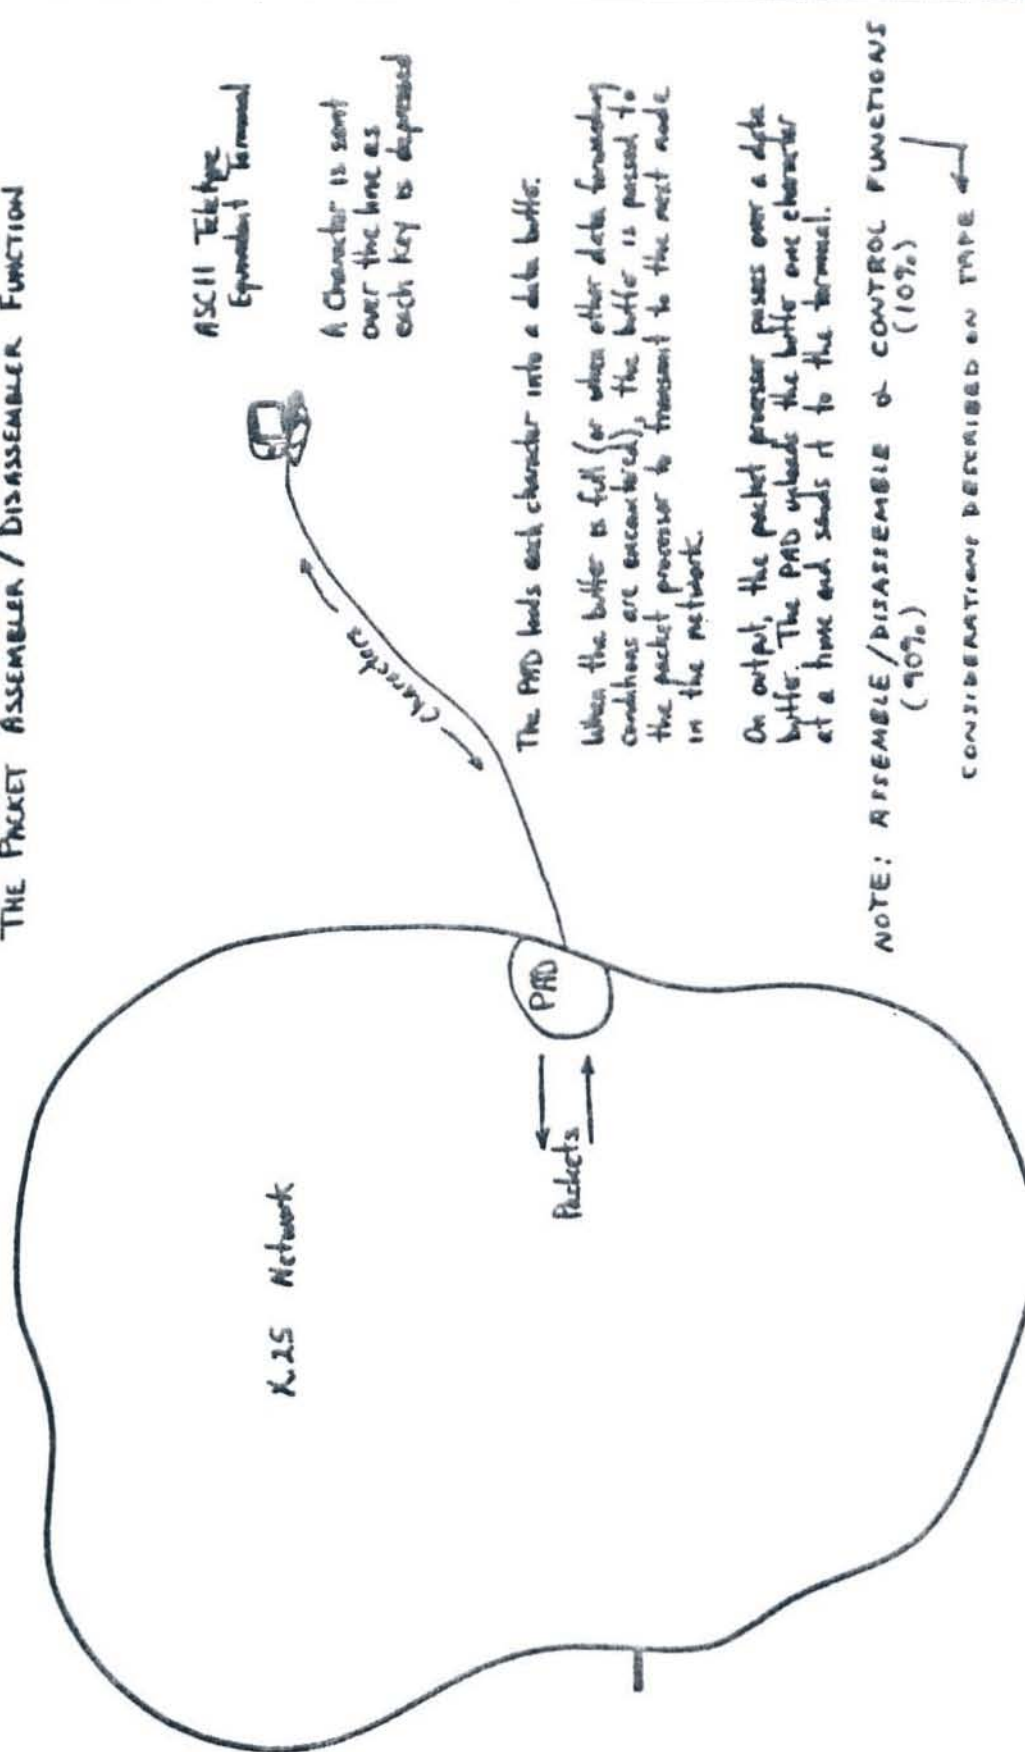 THE PACKET ASSEMBLER / DISASSEMBLER FUNCTION
ASCII Teletype
Equivalent Terminal
A Character is sent
over the line as
each key is depressed
Characters
X.25 Network
PAD
Packets
The PAD loads each character into a data buffer.
When the buffer is full (or when other data forwarding
conditions are encountered), the buffer is passed to
the packet processor to transmit to the next node
in the network.
On output, the packet processor passes over a data
buffer. The PAD unloads the buffer one character
at a time and sends it to the terminal.
NOTE: ASSEMBLE/DISASSEMBLE & CONTROL FUNCTIONS
(90%) (10%)
CONSIDERATIONS DESCRIBED ON TAPE